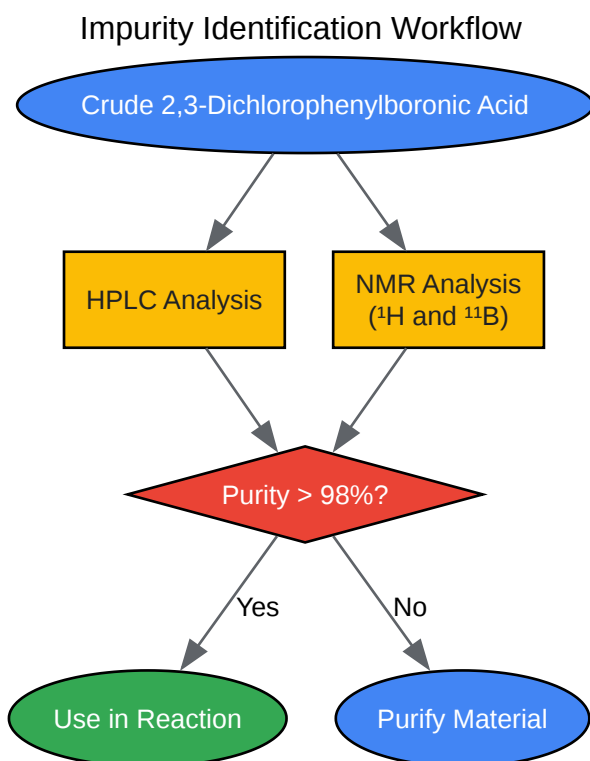 Impurity Identification Workflow
Crude 2,3-Dichlorophenylboronic Acid
HPLC Analysis
NMR Analysis
(¹H and ¹¹B)
Purity > 98%?
Yes
No
Use in Reaction
Purify Material